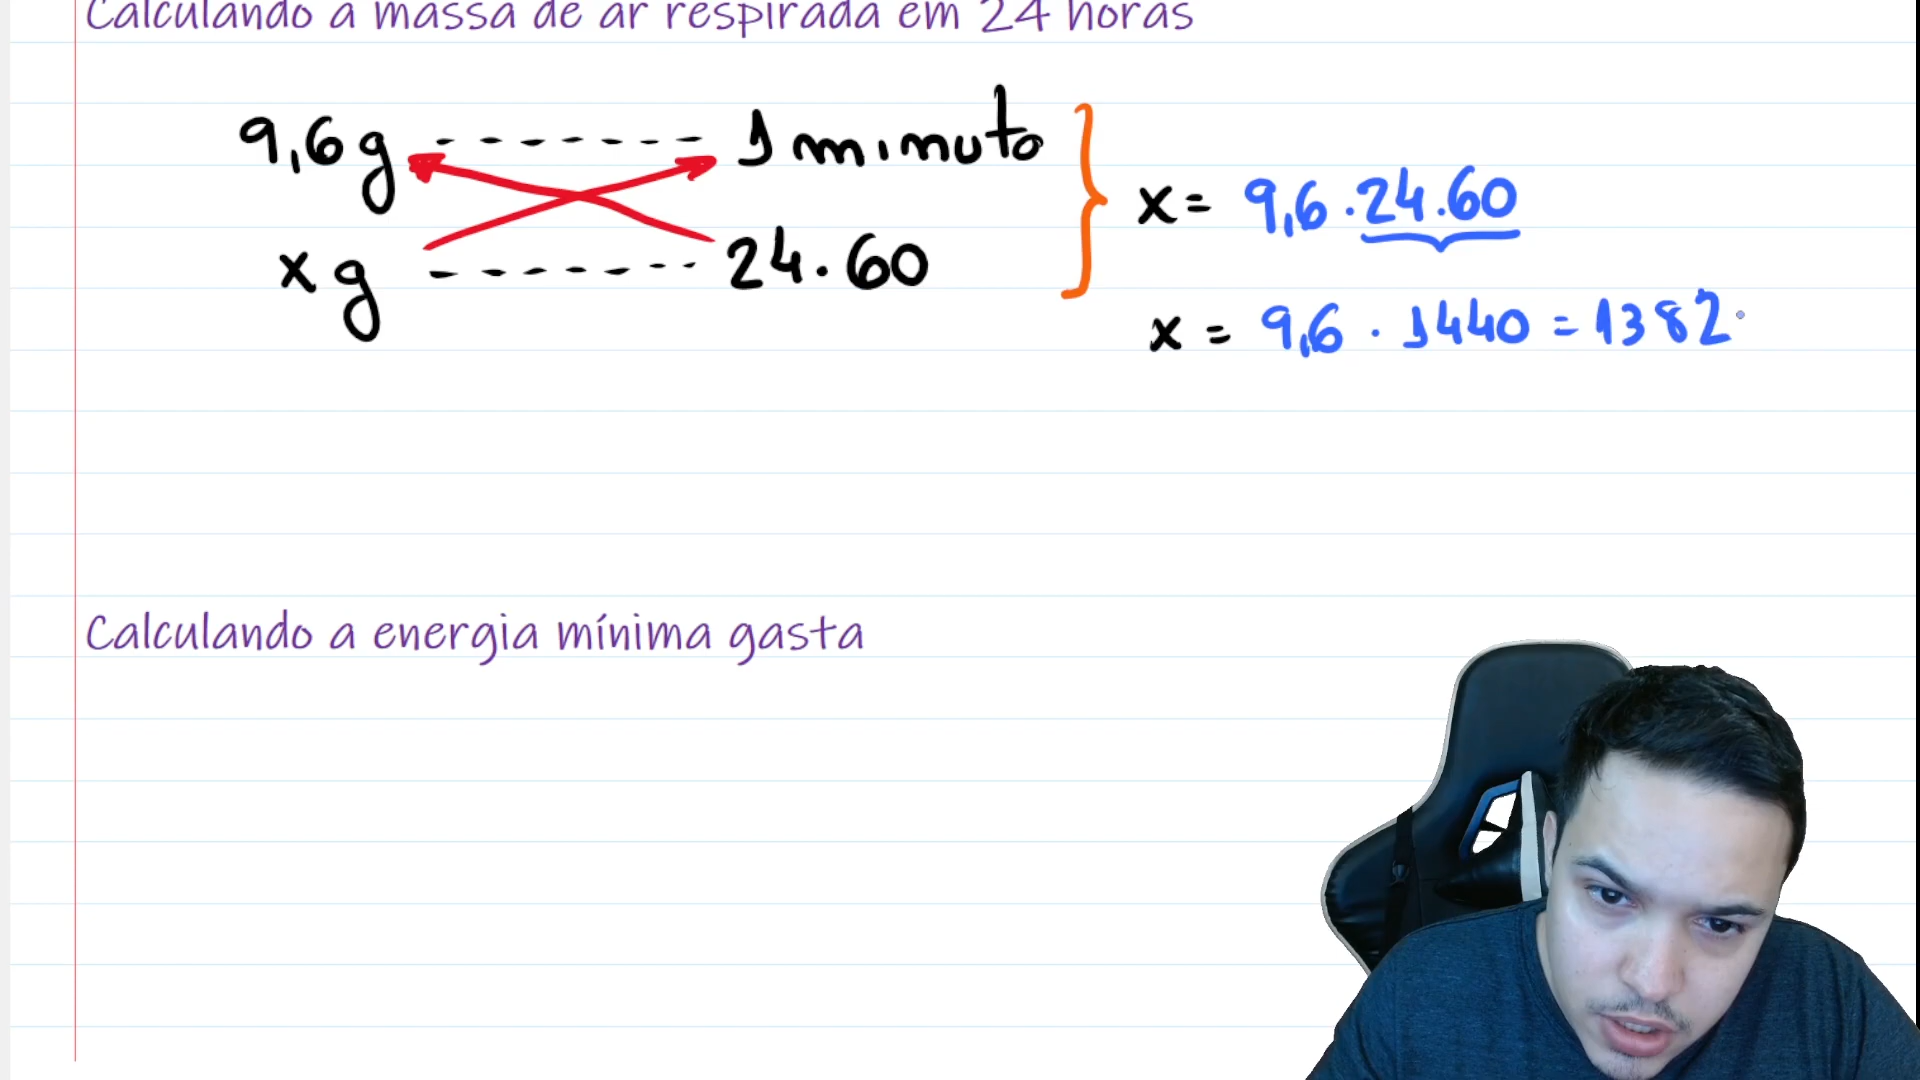 Calculando a massa de ar respirada em 24 horas
9,6 g ------- 1 minuto
x g ------- 24.60
x = 9,6 . 24 . 60
x = 9,6 . 1440 = 1382
Calculando a energia mínima gasta